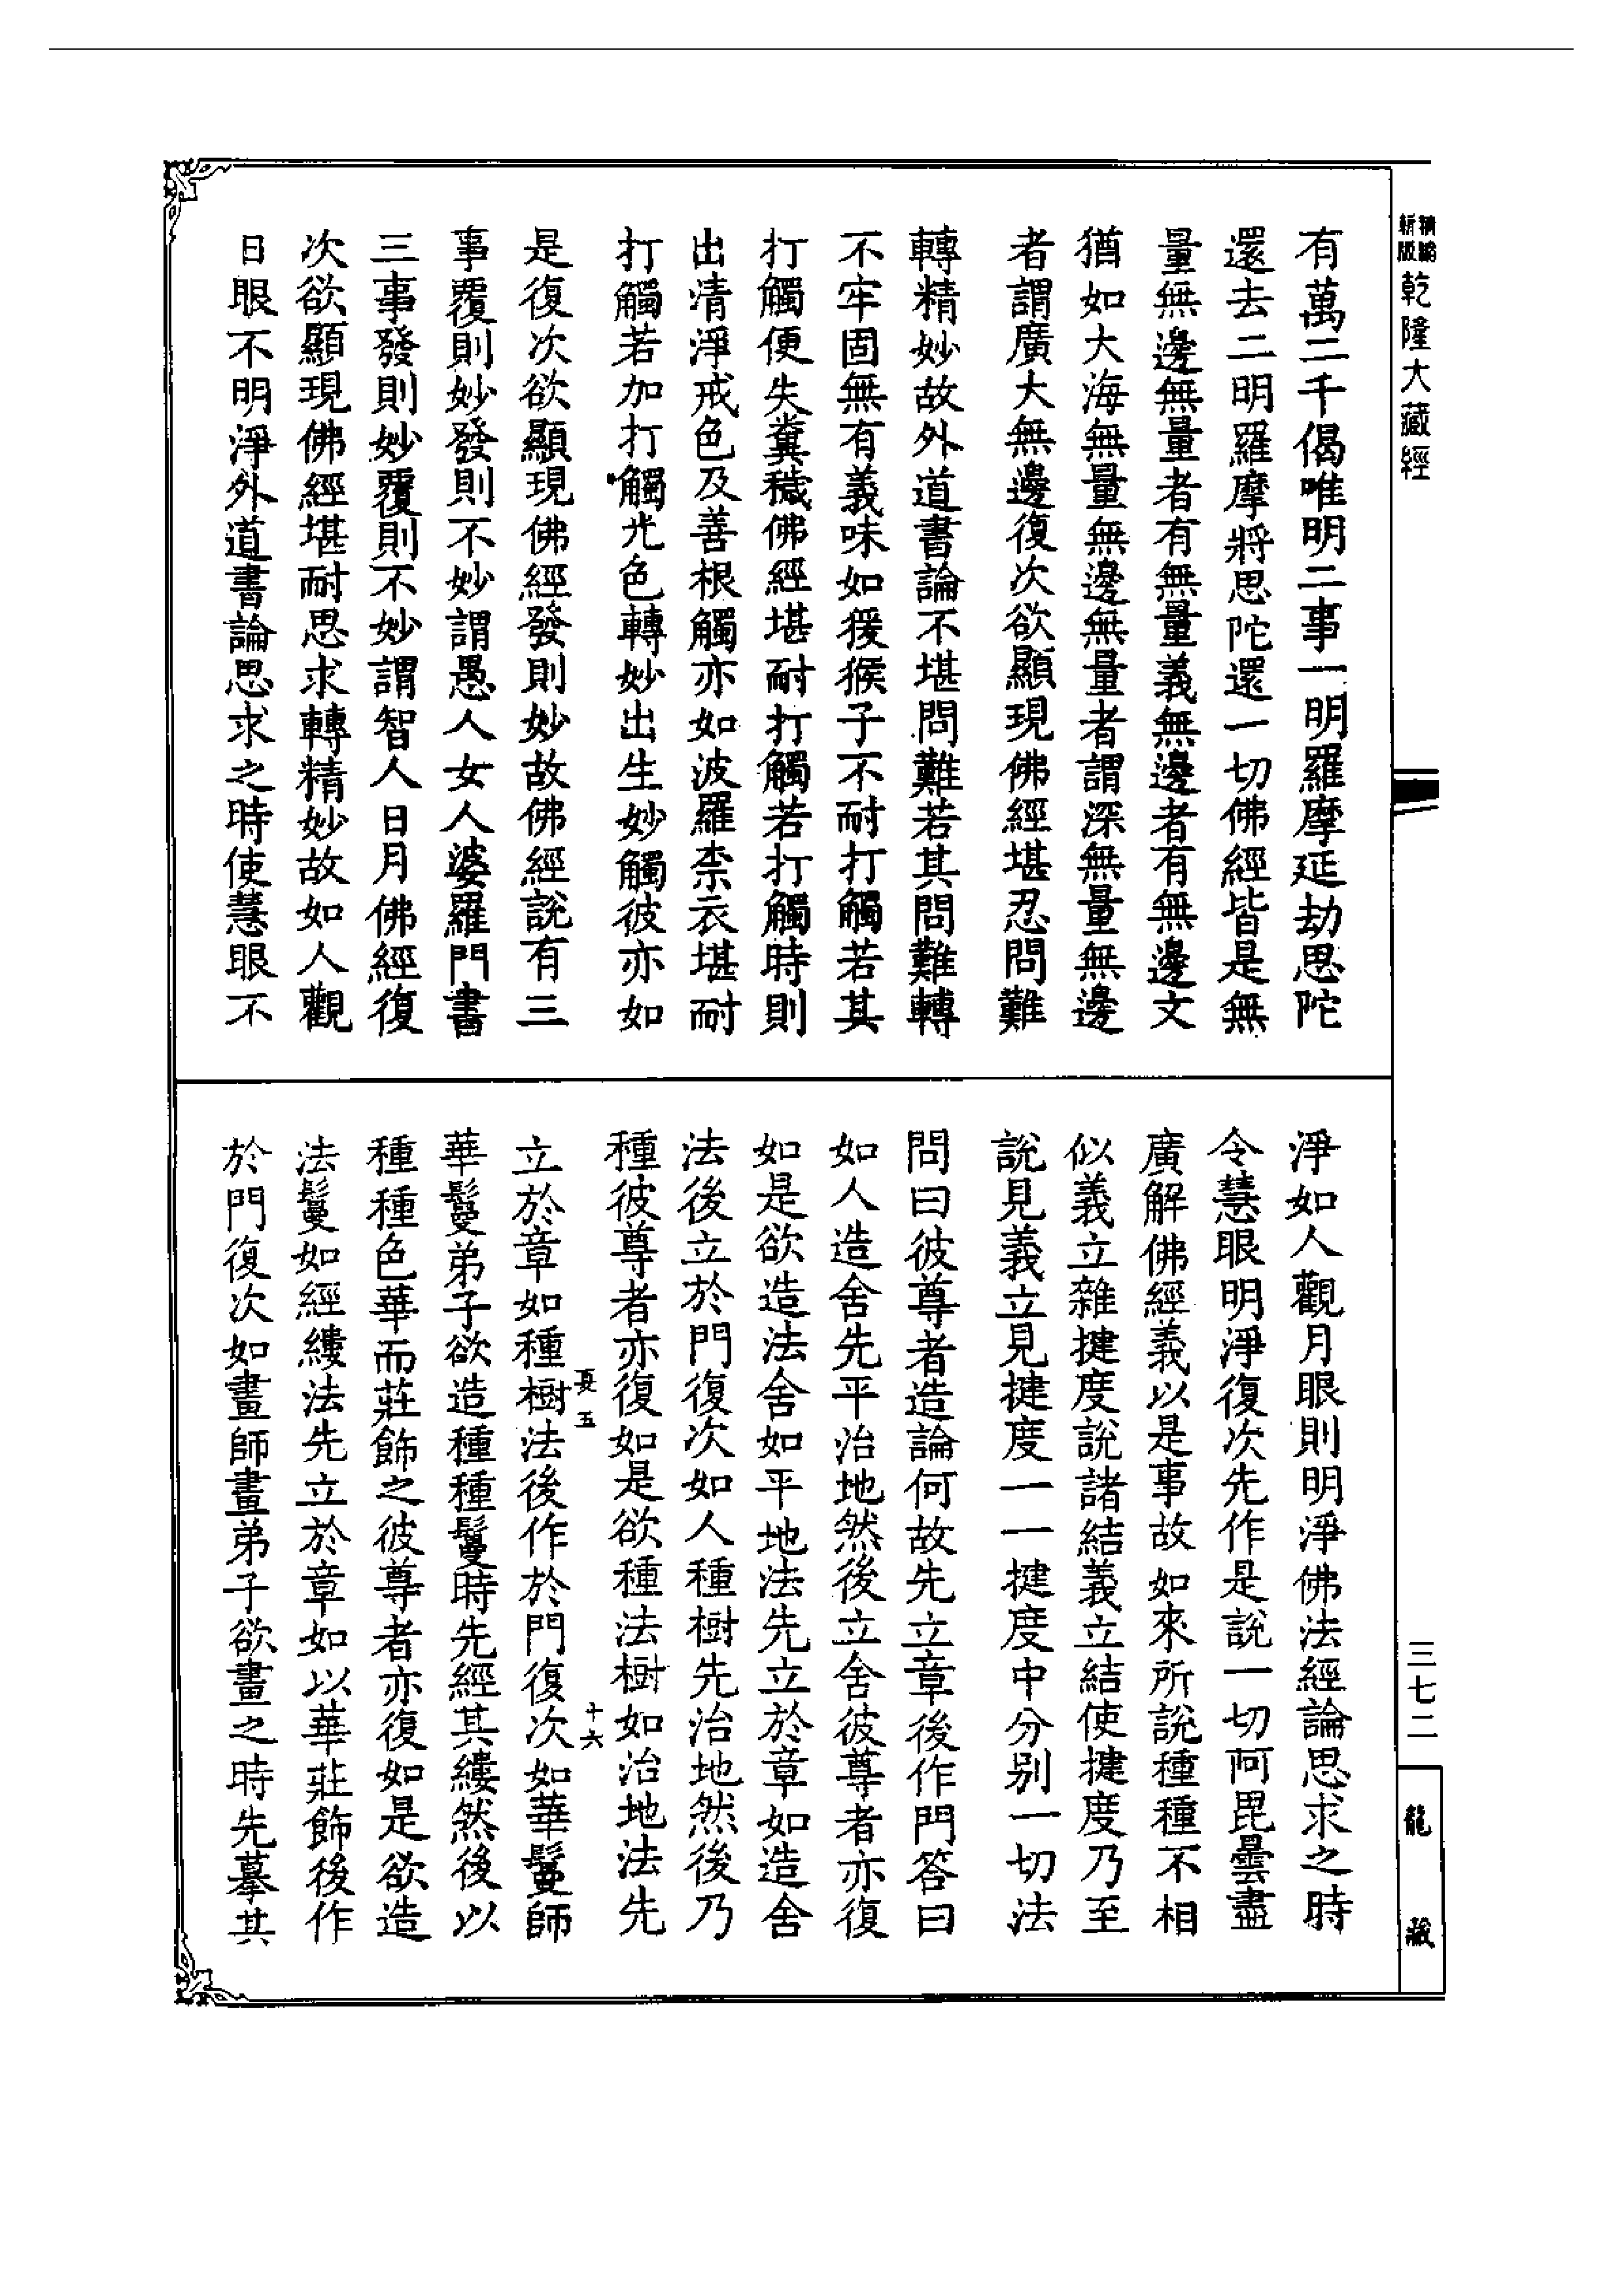 精編
新版
乾隆大藏經
有萬二千偈唯明二事一明羅摩延劫思陀
還去二明羅摩將思陀還一切佛經皆是無
量無邊無量者有無量義無邊者有無邊文
猶如大海無量無邊無量者謂深無量無邊
者謂廣大無邊復次欲顯現佛經堪忍問難
轉精妙故外道書論不堪問難若其問難轉
不牢固無有義味如猨猴子不耐打觸若其
打觸便失糞穢佛經堪耐打觸若打觸時則
出清淨戒色及善根觸亦如波羅柰衣堪耐
打觸若加打觸光色轉妙出生妙觸彼亦如
是復次欲顯現佛經發則妙故佛經說有三
事覆則妙發則不妙謂愚人女人婆羅門書
三事發則妙覆則不妙謂智人日月佛經復
次欲顯現佛經堪耐思求轉精妙故如人觀
日眼不明淨外道書論思求之時使慧眼不
淨如人觀月眼則明淨佛法經論思求之時
令慧眼明淨復次先作是說一切阿毘曇盡
廣解佛經義以是事故如來所說種種不相
似義立雜揵度說諸結義立結使揵度乃至
說見義立見揵度一一揵度中分別一切法
問曰彼尊者造論何故先立章後作門答曰
如人造舍先平治地然後立舍彼尊者亦復
如是欲造法舍如平地法先立於章如造舍
法後立於門復次如人種樹先治地然後乃
種彼尊者亦復如是欲種法樹如治地法先
夏五
十六
立於章如種樹法後作於門復次如華鬘師
華鬘弟子欲造種種鬘時先經其縷然後以
種種色華而莊飾之彼尊者亦復如是欲造
法鬘如經縷法先立於章如以華莊飾後作
於門復次如畫師畫弟子欲畫之時先摹其
三七二
龍藏